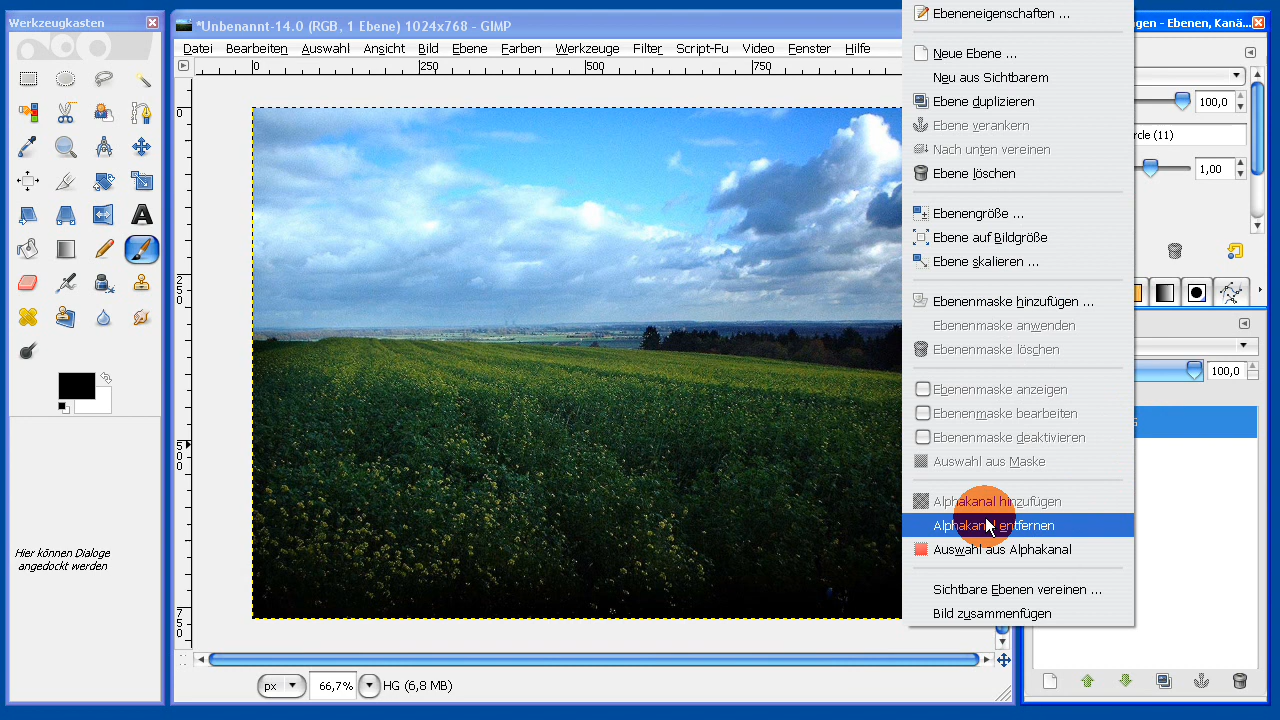 Werkzeugkasten
*Unbenannt-14.0 (RGB, 1 Ebene) 1024x768 - GIMP
Datei Bearbeiten Auswahl Ansicht Bild Ebene Farben Werkzeuge Filter Script-Fu Video Fenster Hilfe
0 250 500 750
0
250
500
750
Hier können Dialoge
angedockt werden
px 66,7% HG (6,8 MB)
Ebeneneigenschaften ...
Neue Ebene ...
Neu aus Sichtbarem
Ebene duplizieren
Ebene verankern
Nach unten vereinen
Ebene löschen
Ebenengröße ...
Ebene auf Bildgröße
Ebene skalieren ...
Ebenenmaske hinzufügen ...
Ebenenmaske anwenden
Ebenenmaske löschen
Ebenenmaske anzeigen
Ebenenmaske bearbeiten
Ebenenmaske deaktivieren
Auswahl aus Maske
Alphakanal hinzufügen
Alphakanal entfernen
Auswahl aus Alphakanal
Sichtbare Ebenen vereinen ...
Bild zusammenfügen
ngen - Ebenen, Kanä...
100,0
rcle (11)
1,00
100,0
G